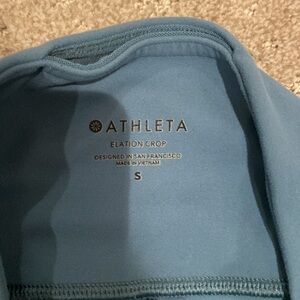 ATHLETA
ELATION CROP
DESIGNED IN SAN FRANCISCO
MADE IN VIETNAM
S